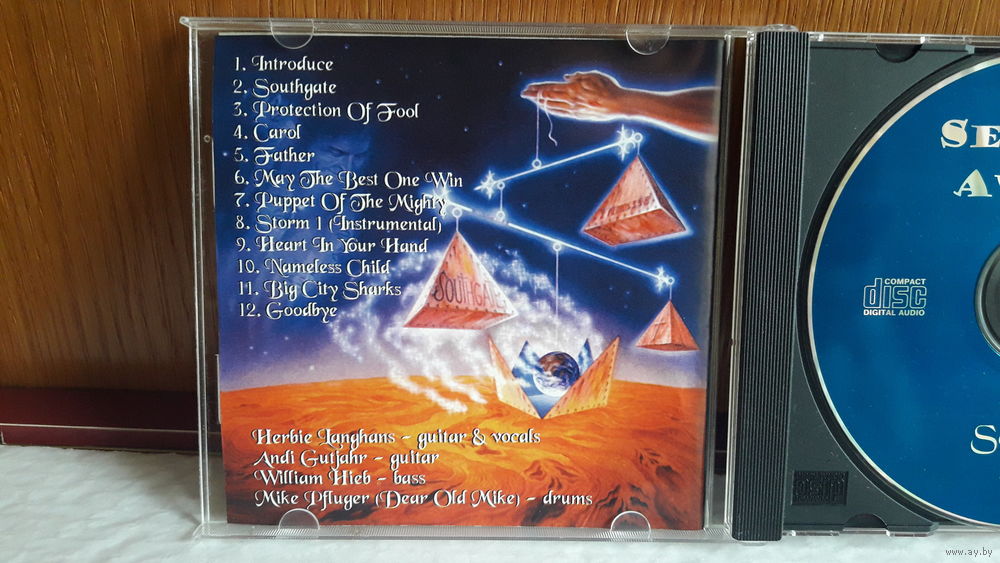 1. Introduce
2. Southgate
3. Protection Of Fool
4. Carol
5. Father
6. May The Best One Win
7. Puppet Of The Mighty
8. Storm 1 (Instrumental)
9. Heart In Your Hand
10. Nameless Child
11. Big City Sharks
12. Goodbye
SOUTHGATE
Herbie Langhans - guitar & vocals
Andi Gutjahr - guitar
William Hieb - bass
Mike Pfluger (Dear Old Mike) - drums
COMPACT
disc
DIGITAL AUDIO
www.ay.by